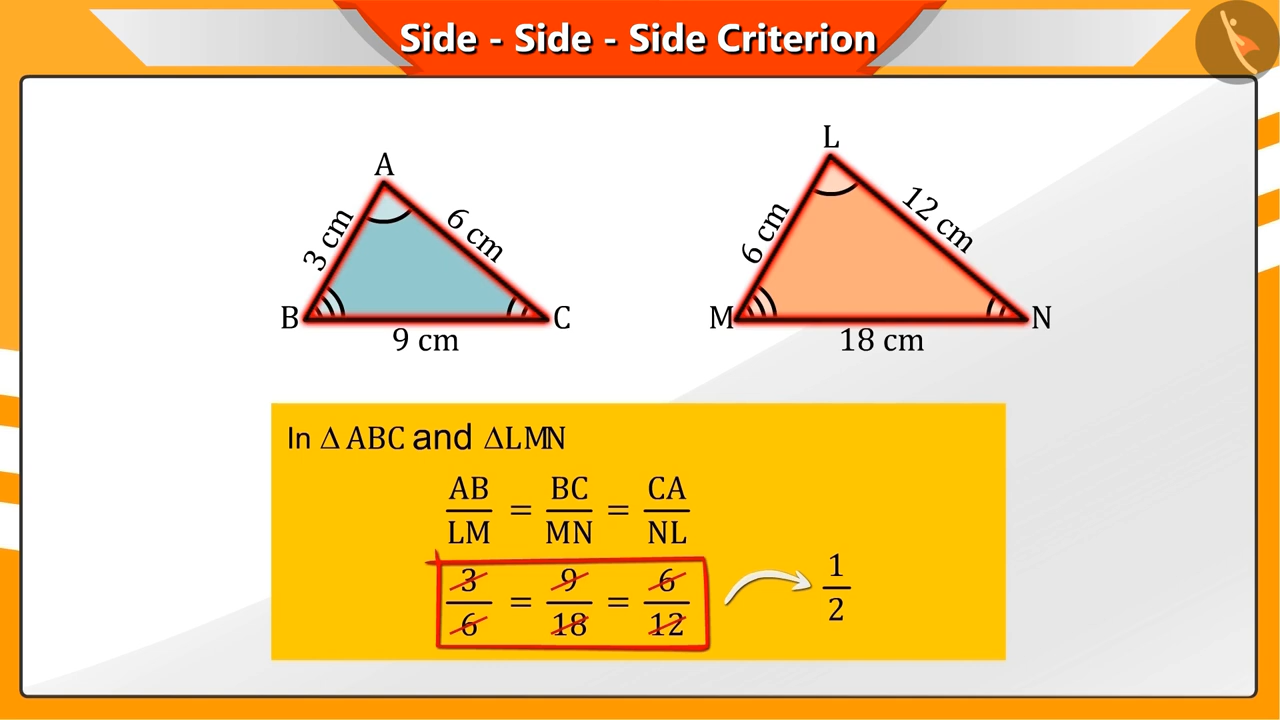 Side - Side - Side Criterion
A
L
3 cm
6 cm
6 cm
12 cm
B
C
M
N
9 cm
18 cm
In Δ ABC and ΔLMN
AB/LM = BC/MN = CA/NL
3/6 = 9/18 = 6/12
1/2